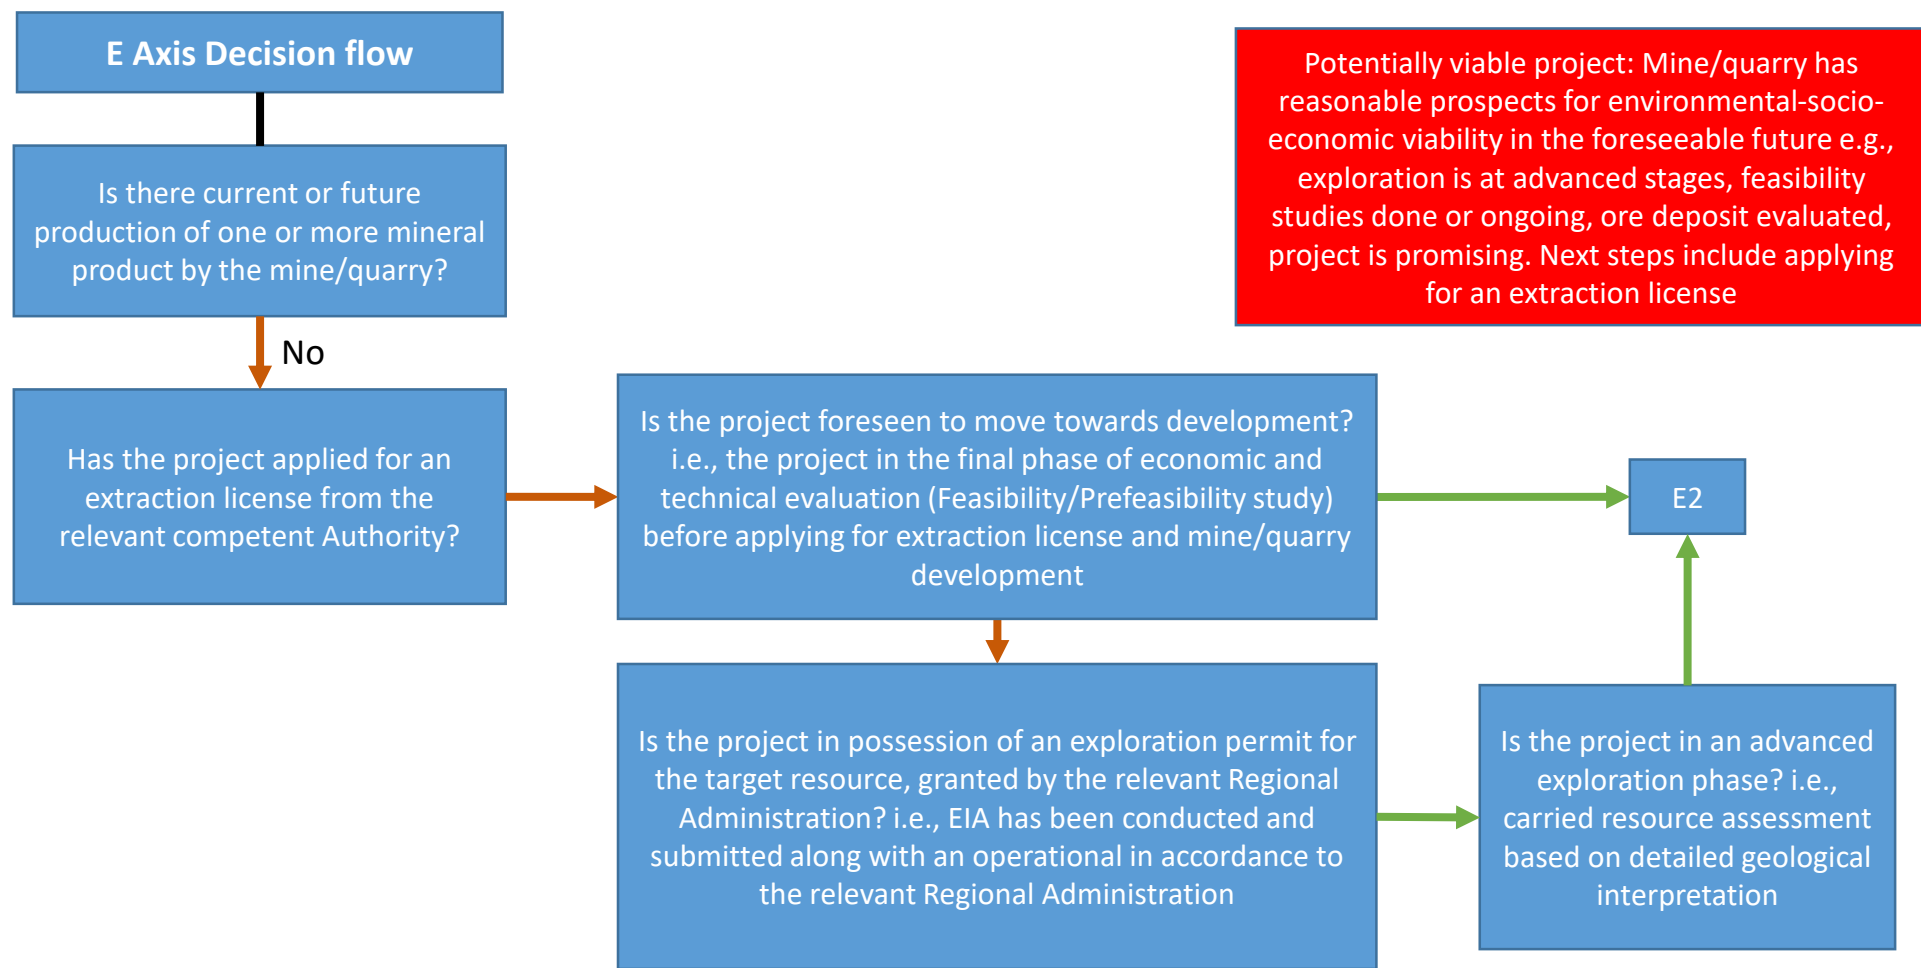 E Axis Decision flow
Potentially viable project: Mine/quarry has
reasonable prospects for environmental-socio-
economic viability in the foreseeable future e.g.,
exploration is at advanced stages, feasibility
studies done or ongoing, ore deposit evaluated,
project is promising. Next steps include applying
for an extraction license
Is there current or future
production of one or more mineral
product by the mine/quarry?
No
Has the project applied for an
extraction license from the
relevant competent Authority?
Is the project foreseen to move towards development?
i.e., the project in the final phase of economic and
technical evaluation (Feasibility/Prefeasibility study)
before applying for extraction license and mine/quarry
development
E2
Is the project in possession of an exploration permit for
the target resource, granted by the relevant Regional
Administration? i.e., EIA has been conducted and
submitted along with an operational in accordance to
the relevant Regional Administration
Is the project in an advanced
exploration phase? i.e.,
carried resource assessment
based on detailed geological
interpretation